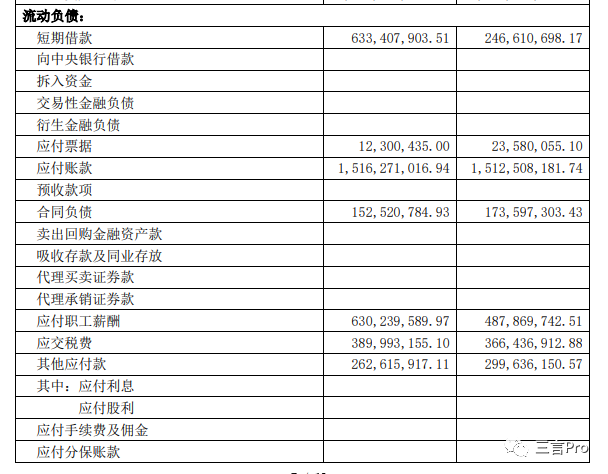 流动负债：
短期借款 633,407,903.51 246,610,698.17
向中央银行借款
拆入资金
交易性金融负债
衍生金融负债
应付票据 12,300,435.00 23,580,055.10
应付账款 1,516,271,016.94 1,512,508,181.74
预收款项
合同负债 152,520,784.93 173,597,303.43
卖出回购金融资产款
吸收存款及同业存放
代理买卖证券款
代理承销证券款
应付职工薪酬 630,239,589.97 487,869,742.51
应交税费 389,993,155.10 366,436,912.88
其他应付款 262,615,917.11 299,636,150.57
其中：应付利息
应付股利
应付手续费及佣金
应付分保账款
三言Pro